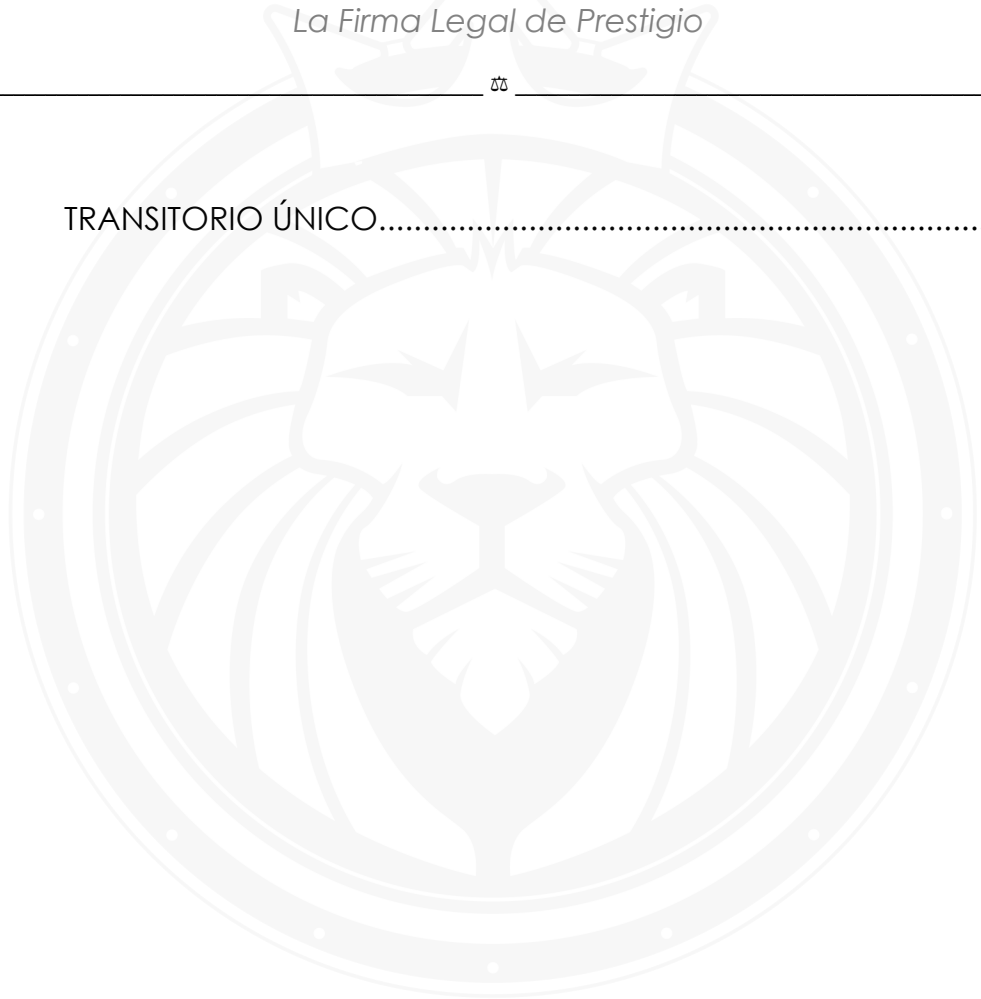 La Firma Legal de Prestigio
⚖
TRANSITORIO ÚNICO....................................................................